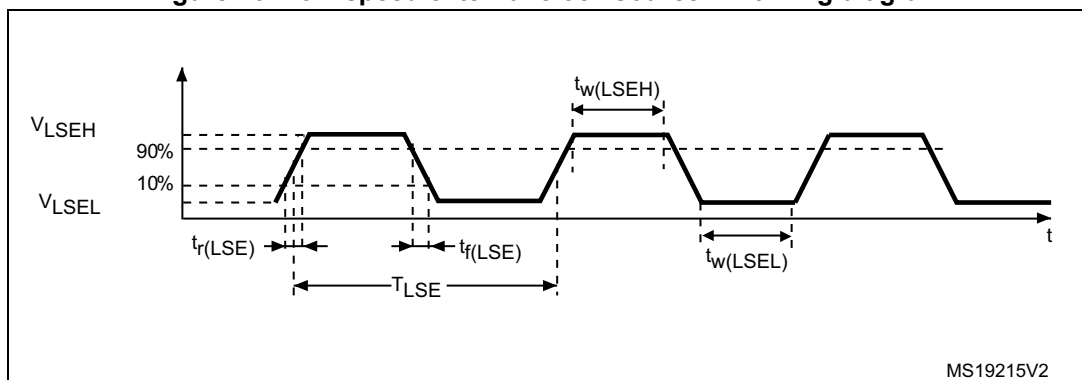 tw(LSEH)
VLSEH
90%
10%
VLSEL
tr(LSE)
tf(LSE)
TLSE
tw(LSEL)
t
MS19215V2